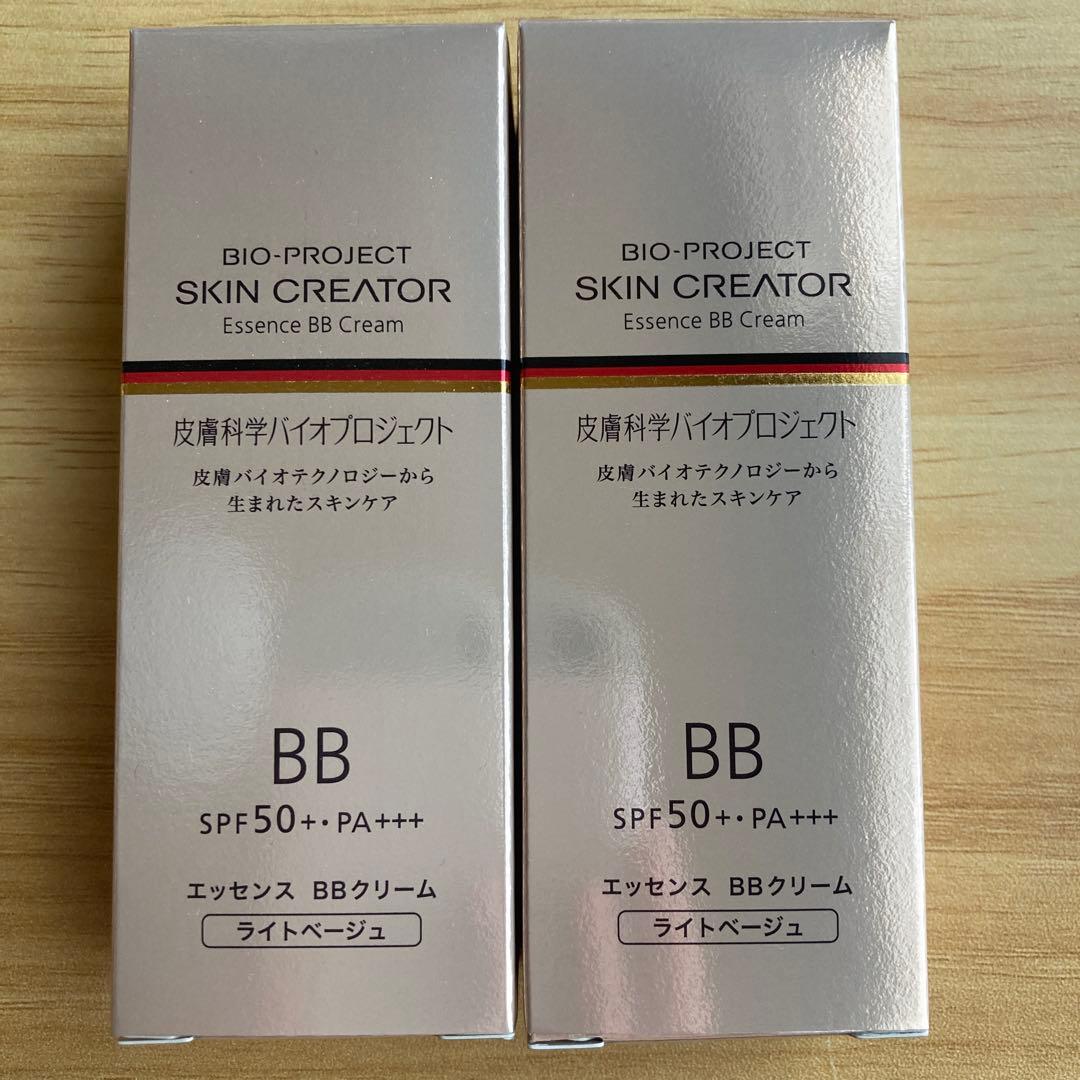 BIO-PROJECT
SKIN CREATOR
Essence BB Cream
皮膚科学バイオプロジェクト
皮膚バイオテクノロジーから
生まれたスキンケア
BB
SPF50+・PA+++
エッセンス BBクリーム
ライトベージュ
BIO-PROJECT
SKIN CREATOR
Essence BB Cream
皮膚科学バイオプロジェクト
皮膚バイオテクノロジーから
生まれたスキンケア
BB
SPF50+・PA+++
エッセンス BBクリーム
ライトベージュ